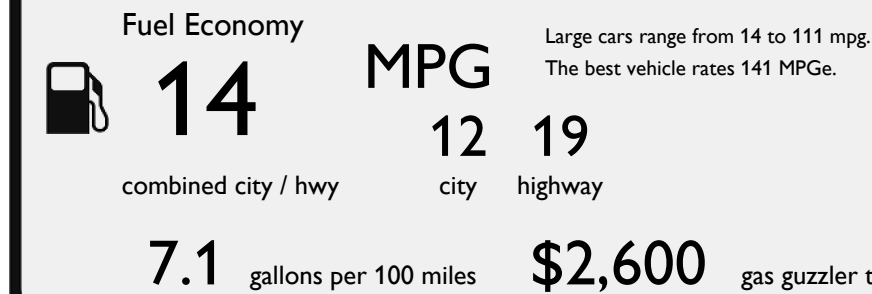 Fuel Economy
Large cars range from 14 to 111 mpg.
The best vehicle rates 141 MPGe.
14 MPG
12 19
combined city / hwy city highway
7.1 gallons per 100 miles $2,600 gas guzzler t